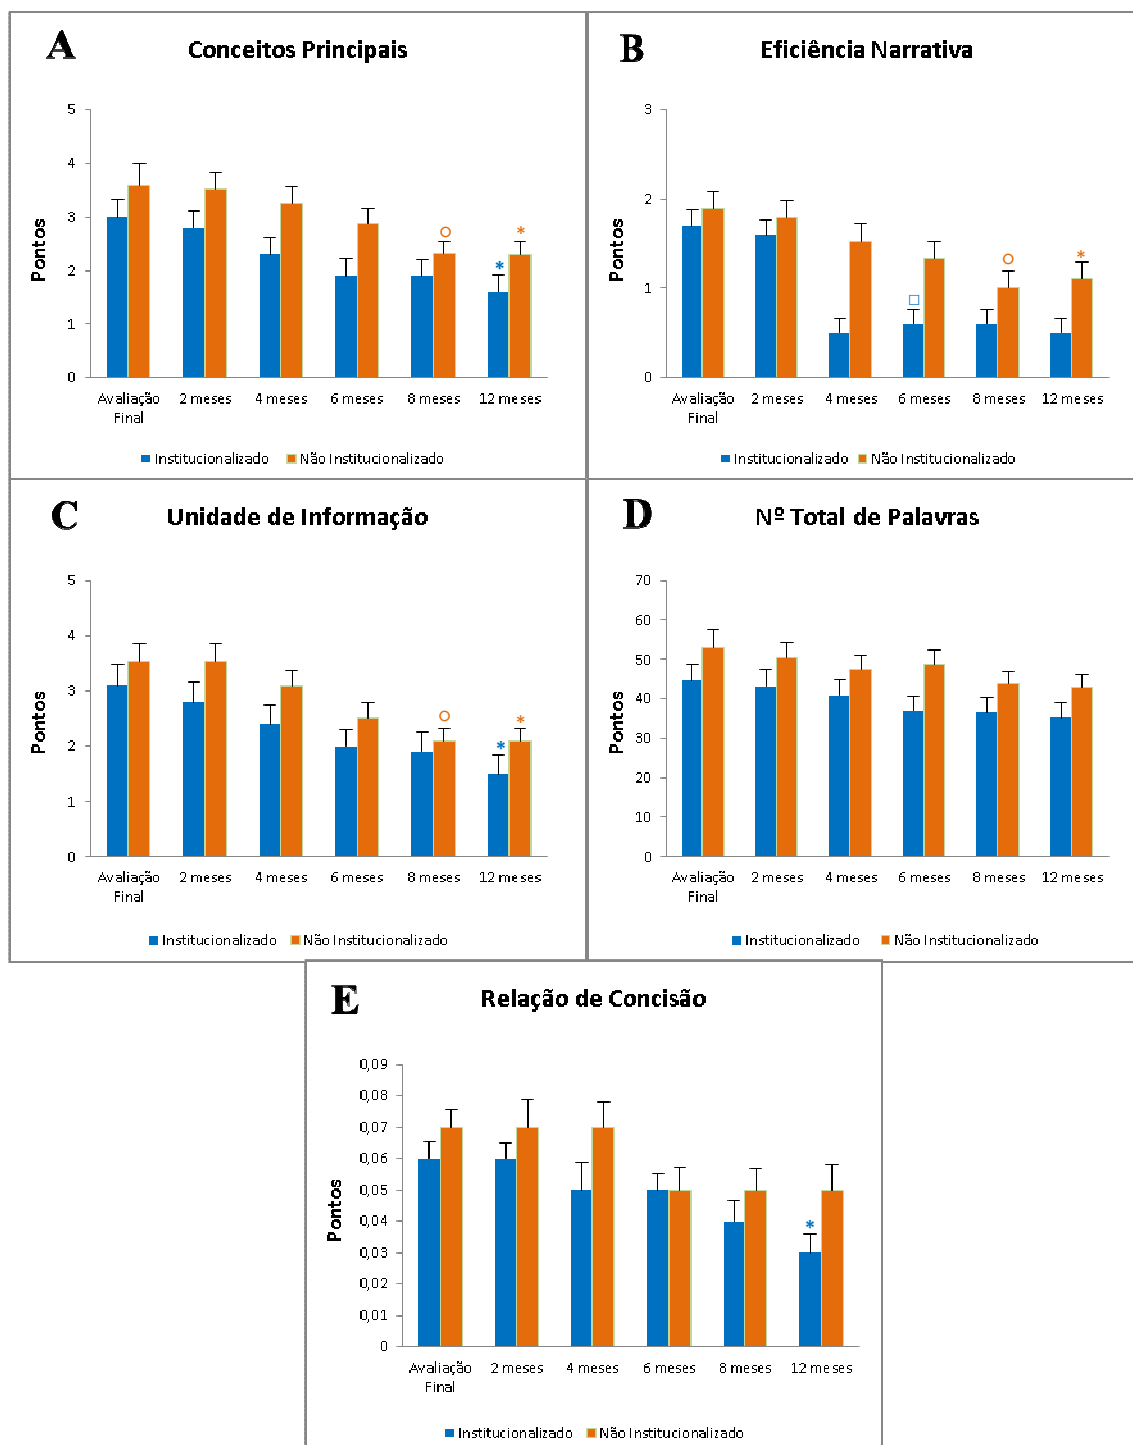 A
Conceitos Principais
Pontos
5
4
3
2
1
0
*
*
Avaliação Final
2 meses
4 meses
6 meses
8 meses
12 meses
Institucionalizado
Não Institucionalizado
B
Eficiência Narrativa
3
2
1
0
*
Avaliação Final
2 meses
4 meses
6 meses
8 meses
12 meses
Institucionalizado
Não Institucionalizado
C
Unidade de Informação
Pontos
5
4
3
2
1
0
*
*
Avaliação Final
2 meses
4 meses
6 meses
8 meses
12 meses
Institucionalizado
Não Institucionalizado
D
Nº Total de Palavras
Pontos
70
60
50
40
30
20
10
0
Avaliação Final
2 meses
4 meses
6 meses
8 meses
12 meses
Institucionalizado
Não Institucionalizado
E
Relação de Concisão
Pontos
0,09
0,08
0,07
0,06
0,05
0,04
0,03
0,02
0,01
0
*
Avaliação Final
2 meses
4 meses
6 meses
8 meses
12 meses
Institucionalizado
Não Institucionalizado